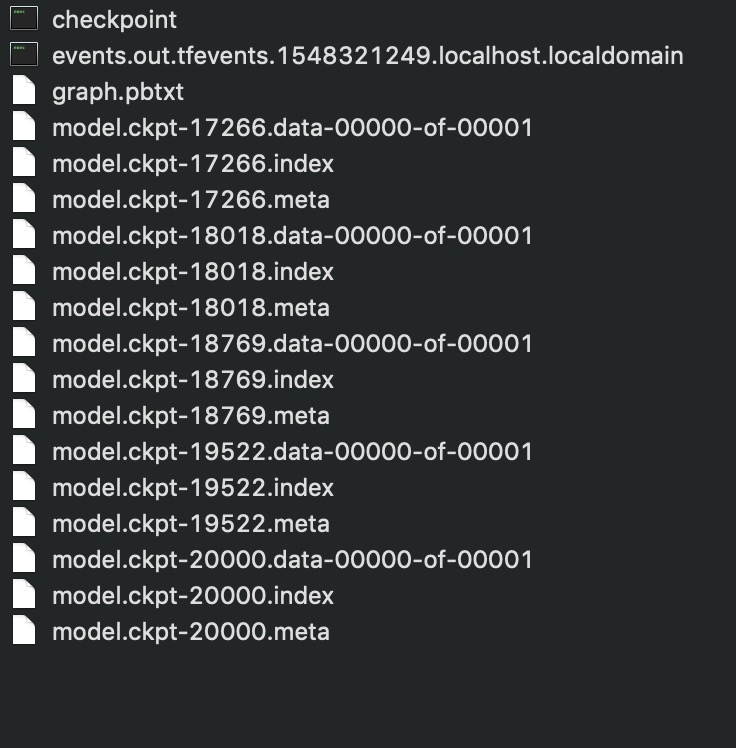 checkpoint
events.out.tfevents.1548321249.localhost.localdomain
graph.pbtxt
model.ckpt-17266.data-00000-of-00001
model.ckpt-17266.index
model.ckpt-17266.meta
model.ckpt-18018.data-00000-of-00001
model.ckpt-18018.index
model.ckpt-18018.meta
model.ckpt-18769.data-00000-of-00001
model.ckpt-18769.index
model.ckpt-18769.meta
model.ckpt-19522.data-00000-of-00001
model.ckpt-19522.index
model.ckpt-19522.meta
model.ckpt-20000.data-00000-of-00001
model.ckpt-20000.index
model.ckpt-20000.meta